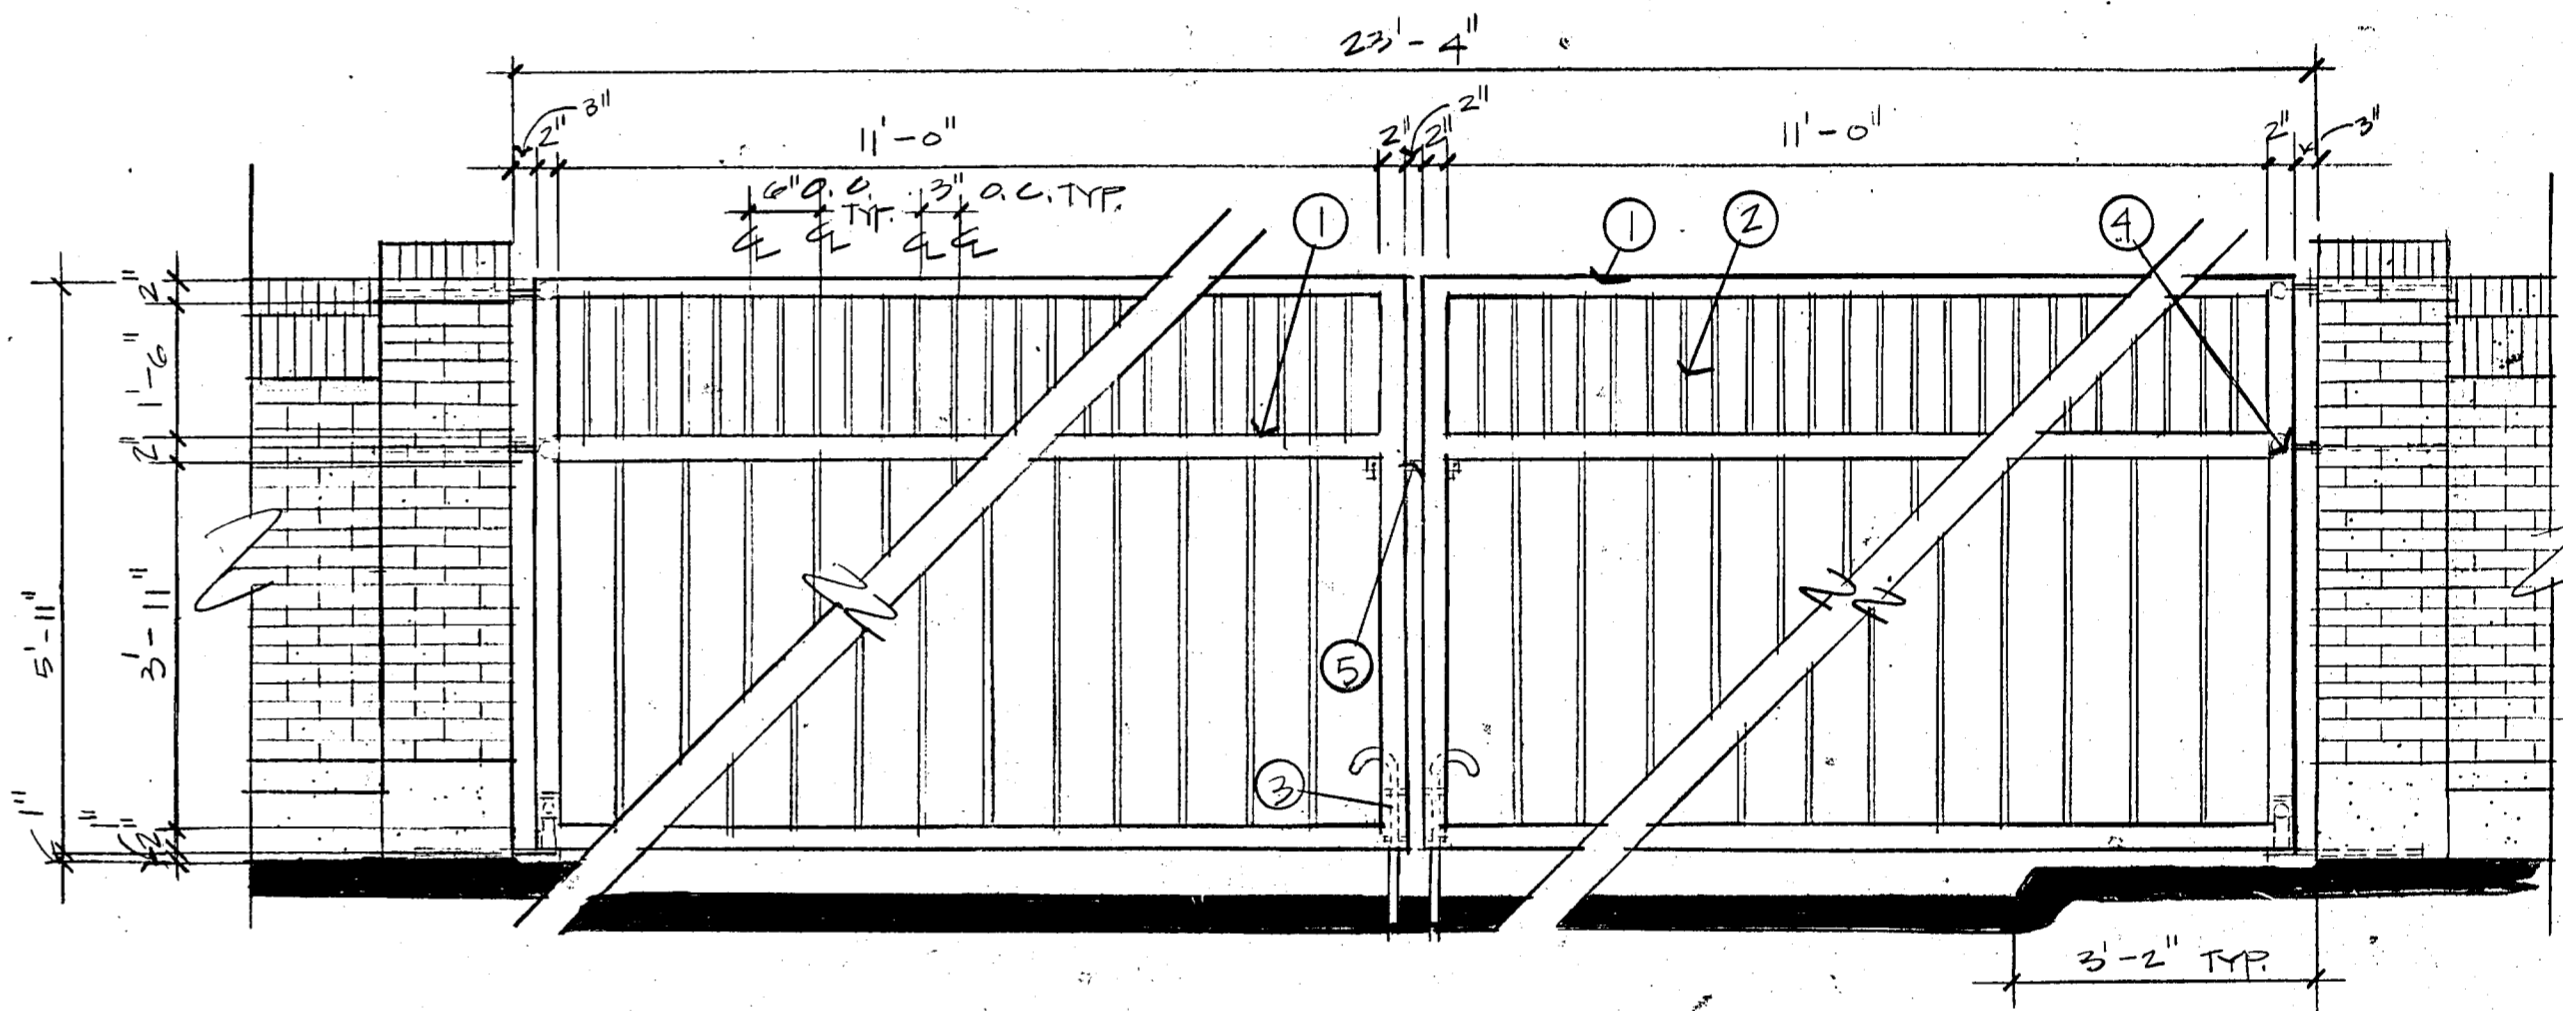 23'-4"
3" 2" 11'-0" 2" 2" 2" 11'-0" 2" 3"
6" O.C. TYP. 3" O.C. TYP.
℄ ℄ ℄ ℄
1 1 2 4
2"
1'-6"
2"
5'-11"
3'-11"
5
3
1"
2"
3'-2" TYP.